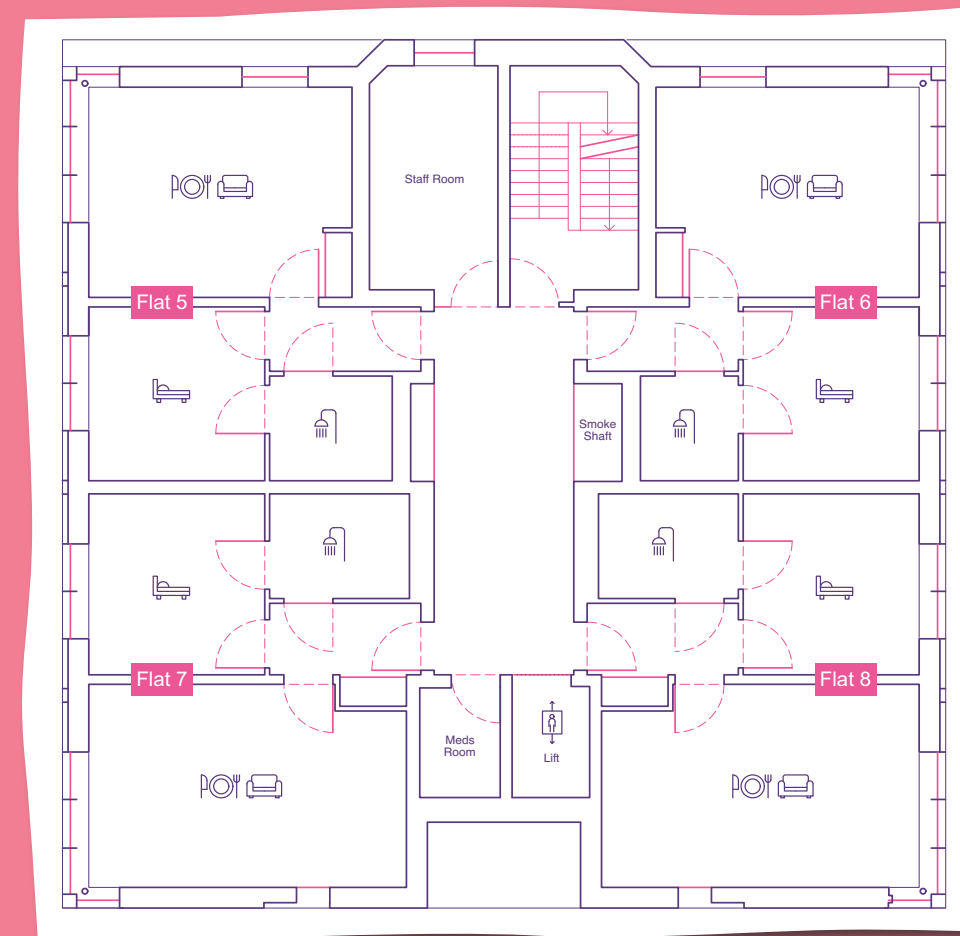 Staff Room
Flat 5
Flat 6
Smoke
Shaft
Flat 7
Flat 8
Meds
Room
Lift